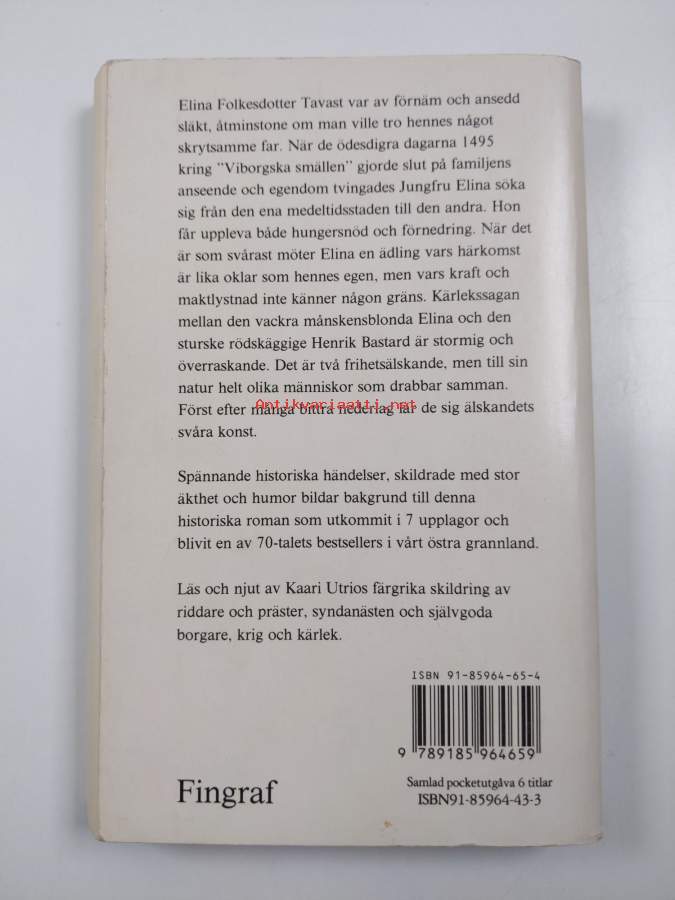 Elina Folkesdotter Tavast var av förnäm och ansedd
släkt, åtminstone om man ville tro hennes något
skrytsamme far. När de ödesdigra dagarna 1495
kring "Viborgska smällen" gjorde slut på familjens
anseende och egendom tvingades Jungfru Elina söka
sig från den ena medeltidsstaden till den andra. Hon
får uppleva både hungersnöd och förnedring. När det
är som svårast möter Elina en ädling vars härkomst
är lika oklar som hennes egen, men vars kraft och
maktlystnad inte känner någon gräns. Kärlekssagan
mellan den vackra månskensblonda Elina och den
sturske rödskäggige Henrik Bastard är stormig och
överraskande. Det är två frihetsälskande, men till sin
natur helt olika människor som drabbar samman.
Antikvariaatti.net
Först efter många bittra nederlag lär de sig älskandets
svåra konst.
Spännande historiska händelser, skildrade med stor
äkthet och humor bildar bakgrund till denna
historiska roman som utkommit i 7 upplagor och
blivit en av 70-talets bestsellers i vårt östra grannland.
Läs och njut av Kaari Utrios färgrika skildring av
riddare och präster, syndanästen och självgoda
borgare, krig och kärlek.
ISBN 91-85964-65-4
9 789185 964659
Fingraf
Samlad pocketutgåva 6 titlar
ISBN91-85964-43-3